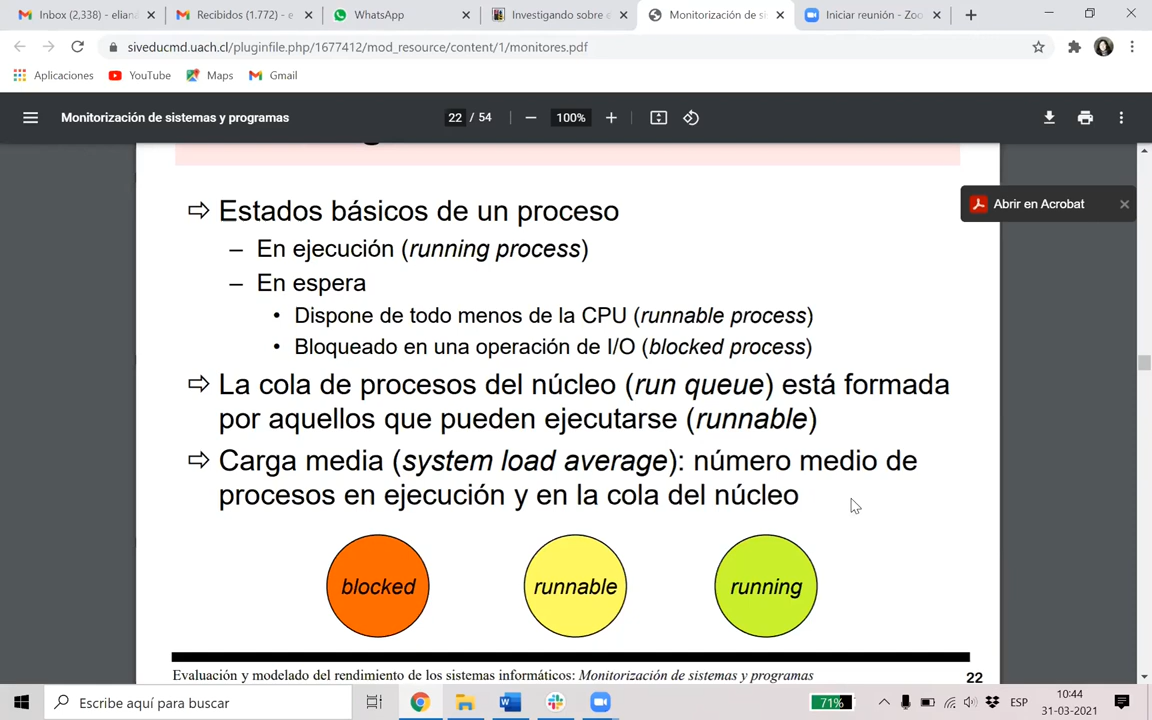 Inbox (2,338) - elian
Recibidos (1.772) - e
WhatsApp
Investigando sobre
Monitorización de si
Iniciar reunión - Zoo
siveducmd.uach.cl/pluginfile.php/1677412/mod_resource/content/1/monitores.pdf
Aplicaciones
YouTube
Maps
Gmail
Monitorización de sistemas y programas
22 / 54
100%
Abrir en Acrobat
⇨ Estados básicos de un proceso
– En ejecución (running process)
– En espera
• Dispone de todo menos de la CPU (runnable process)
• Bloqueado en una operación de I/O (blocked process)
⇨ La cola de procesos del núcleo (run queue) está formada
por aquellos que pueden ejecutarse (runnable)
⇨ Carga media (system load average): número medio de
procesos en ejecución y en la cola del núcleo
blocked
runnable
running
Evaluación y modelado del rendimiento de los sistemas informáticos: Monitorización de sistemas y programas
22
Escribe aquí para buscar
71%
ESP
10:44
31-03-2021